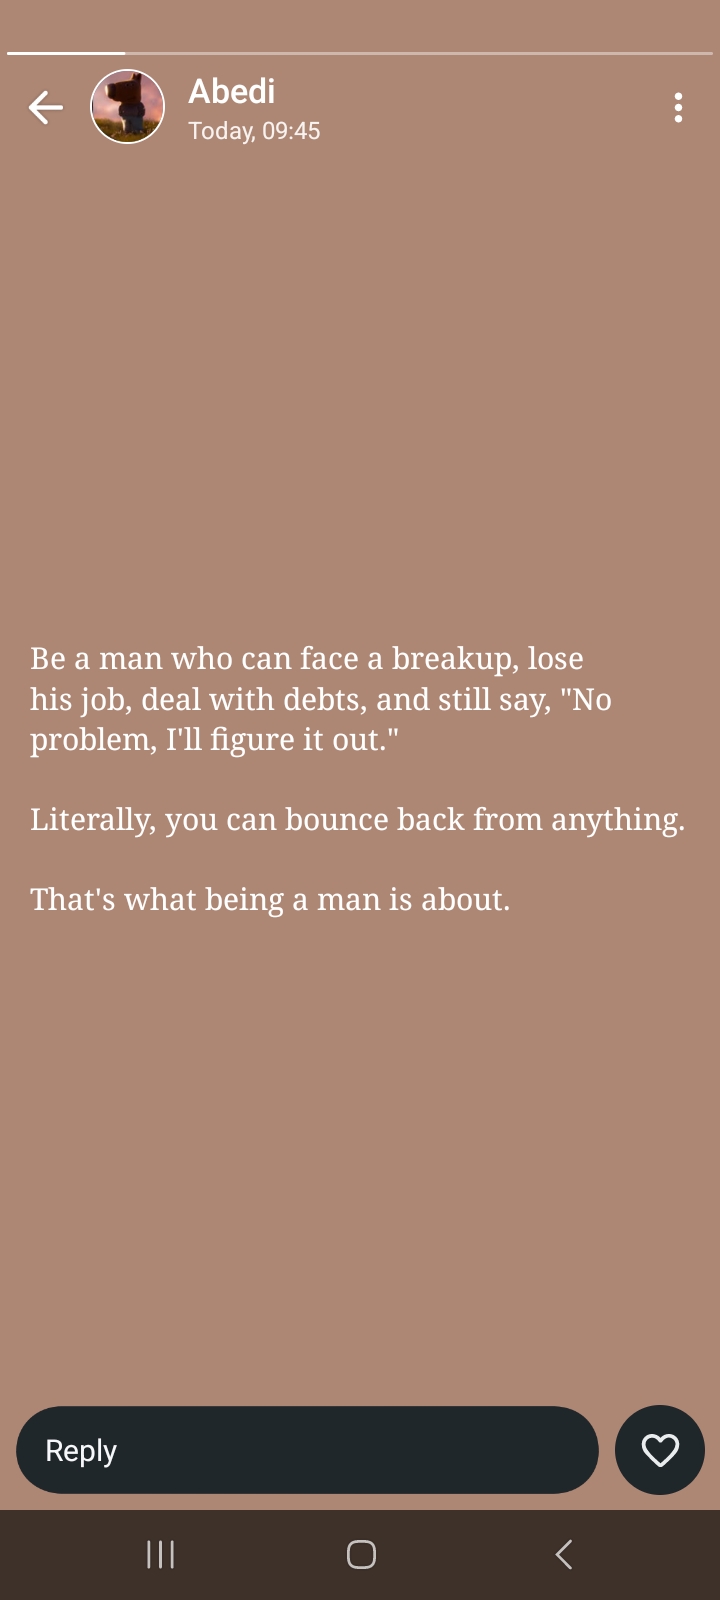 Abedi
Today, 09:45
Be a man who can face a breakup, lose
his job, deal with debts, and still say, "No
problem, I'll figure it out."
Literally, you can bounce back from anything.
That's what being a man is about.
Reply